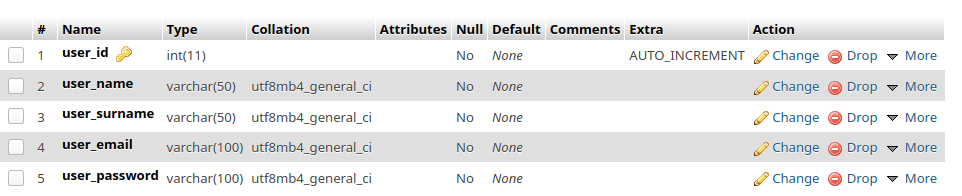 # Name Type Collation Attributes Null Default Comments Extra Action
1 user_id int(11) No None AUTO_INCREMENT Change Drop More
2 user_name varchar(50) utf8mb4_general_ci No None Change Drop More
3 user_surname varchar(50) utf8mb4_general_ci No None Change Drop More
4 user_email varchar(100) utf8mb4_general_ci No None Change Drop More
5 user_password varchar(100) utf8mb4_general_ci No None Change Drop More